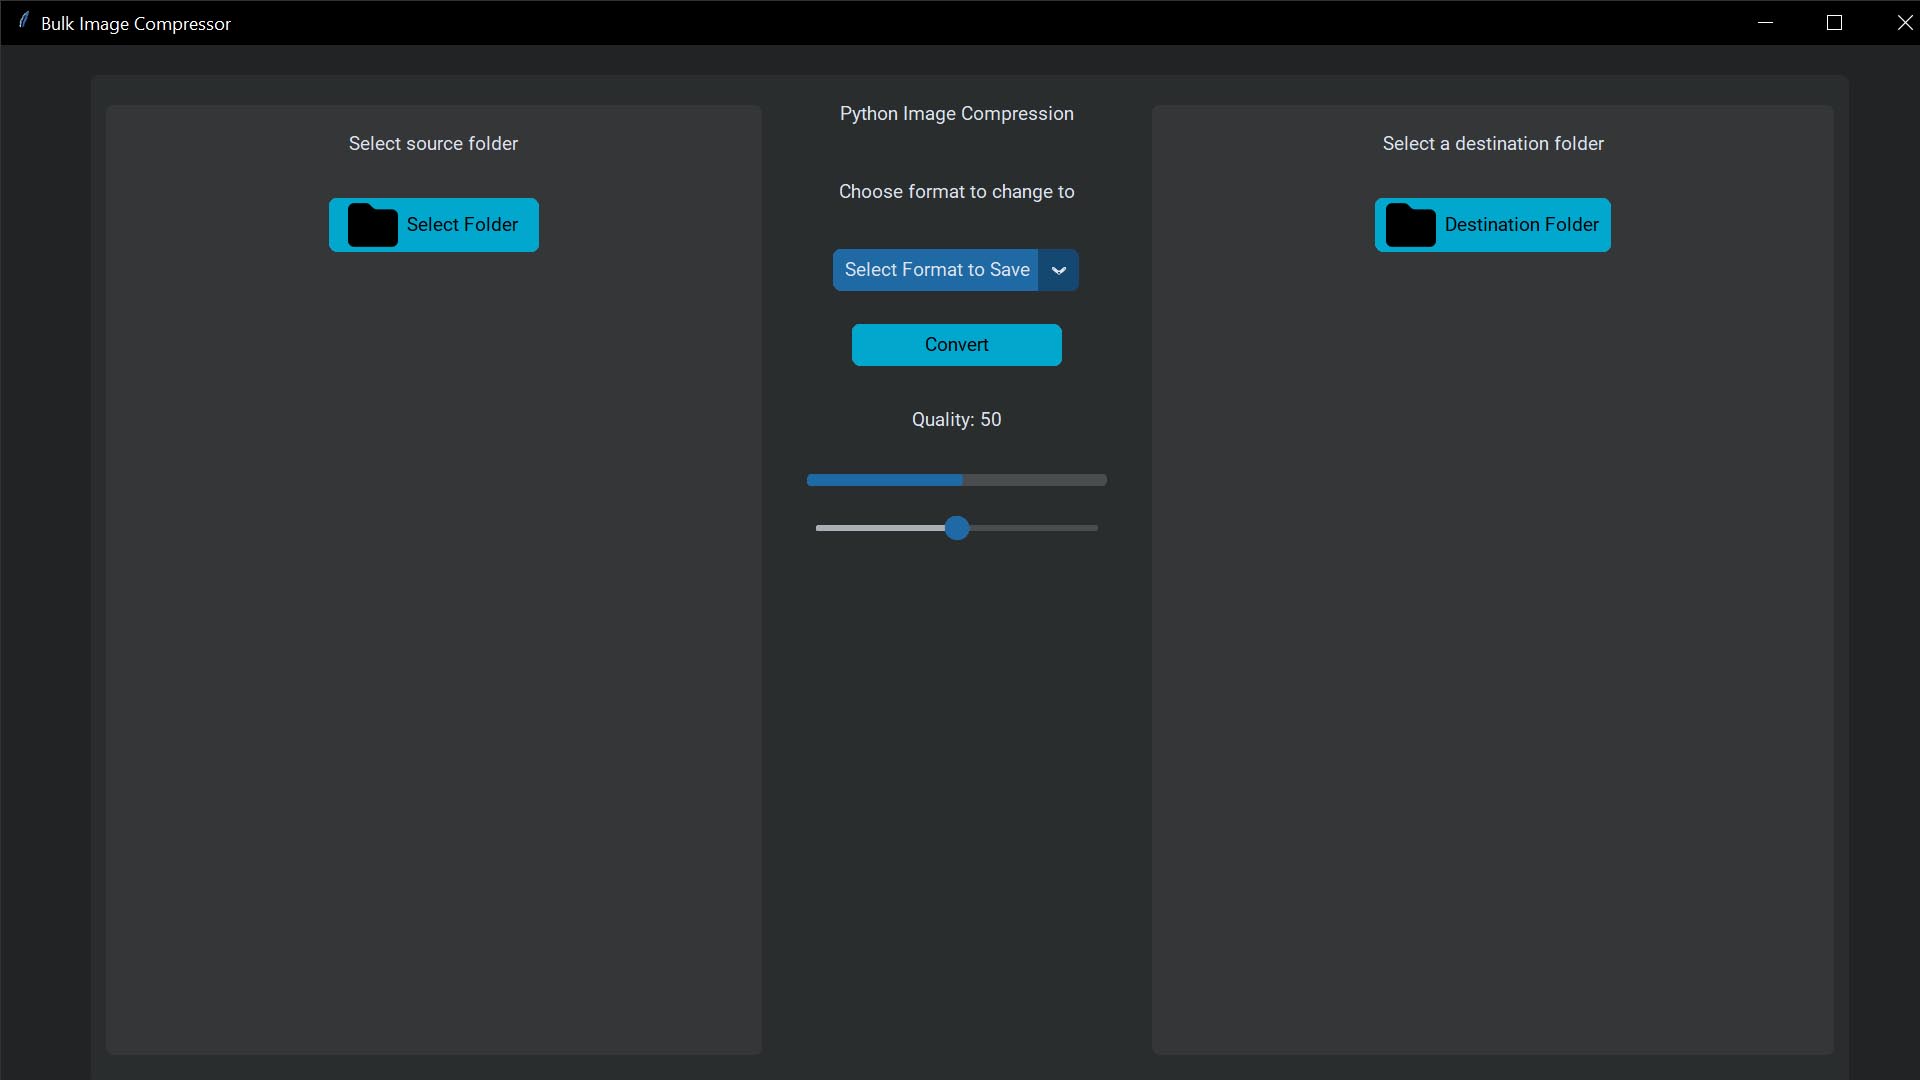 Bulk Image Compressor
Select source folder
Select Folder
Python Image Compression
Choose format to change to
Select Format to Save
Convert
Quality: 50
Select a destination folder
Destination Folder